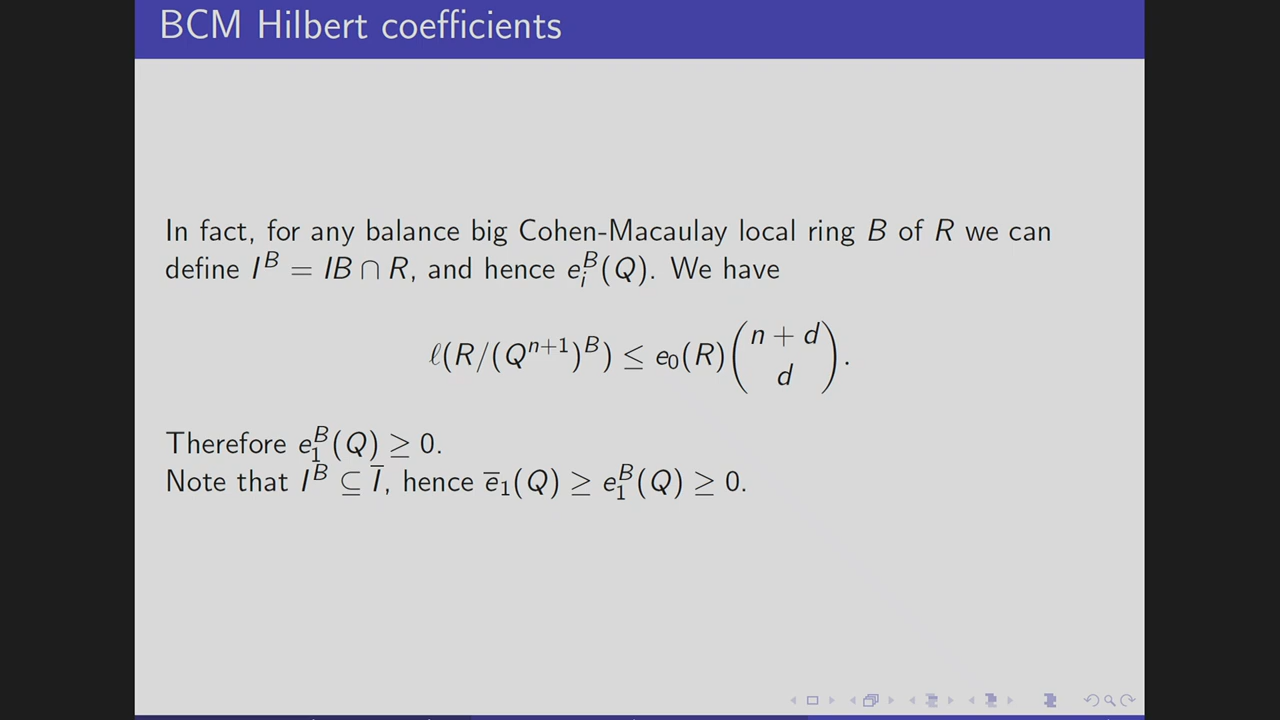 BCM Hilbert coefficients
In fact, for any balance big Cohen-Macaulay local ring B of R we can
define I^B = IB ∩ R, and hence e_i^B(Q). We have
ℓ(R/(Q^{n+1})^B) ≤ e_0(R) \binom{n+d}{d}.
Therefore e_1^B(Q) ≥ 0.
Note that I^B ⊆ \overline{I}, hence \overline{e}_1(Q) ≥ e_1^B(Q) ≥ 0.